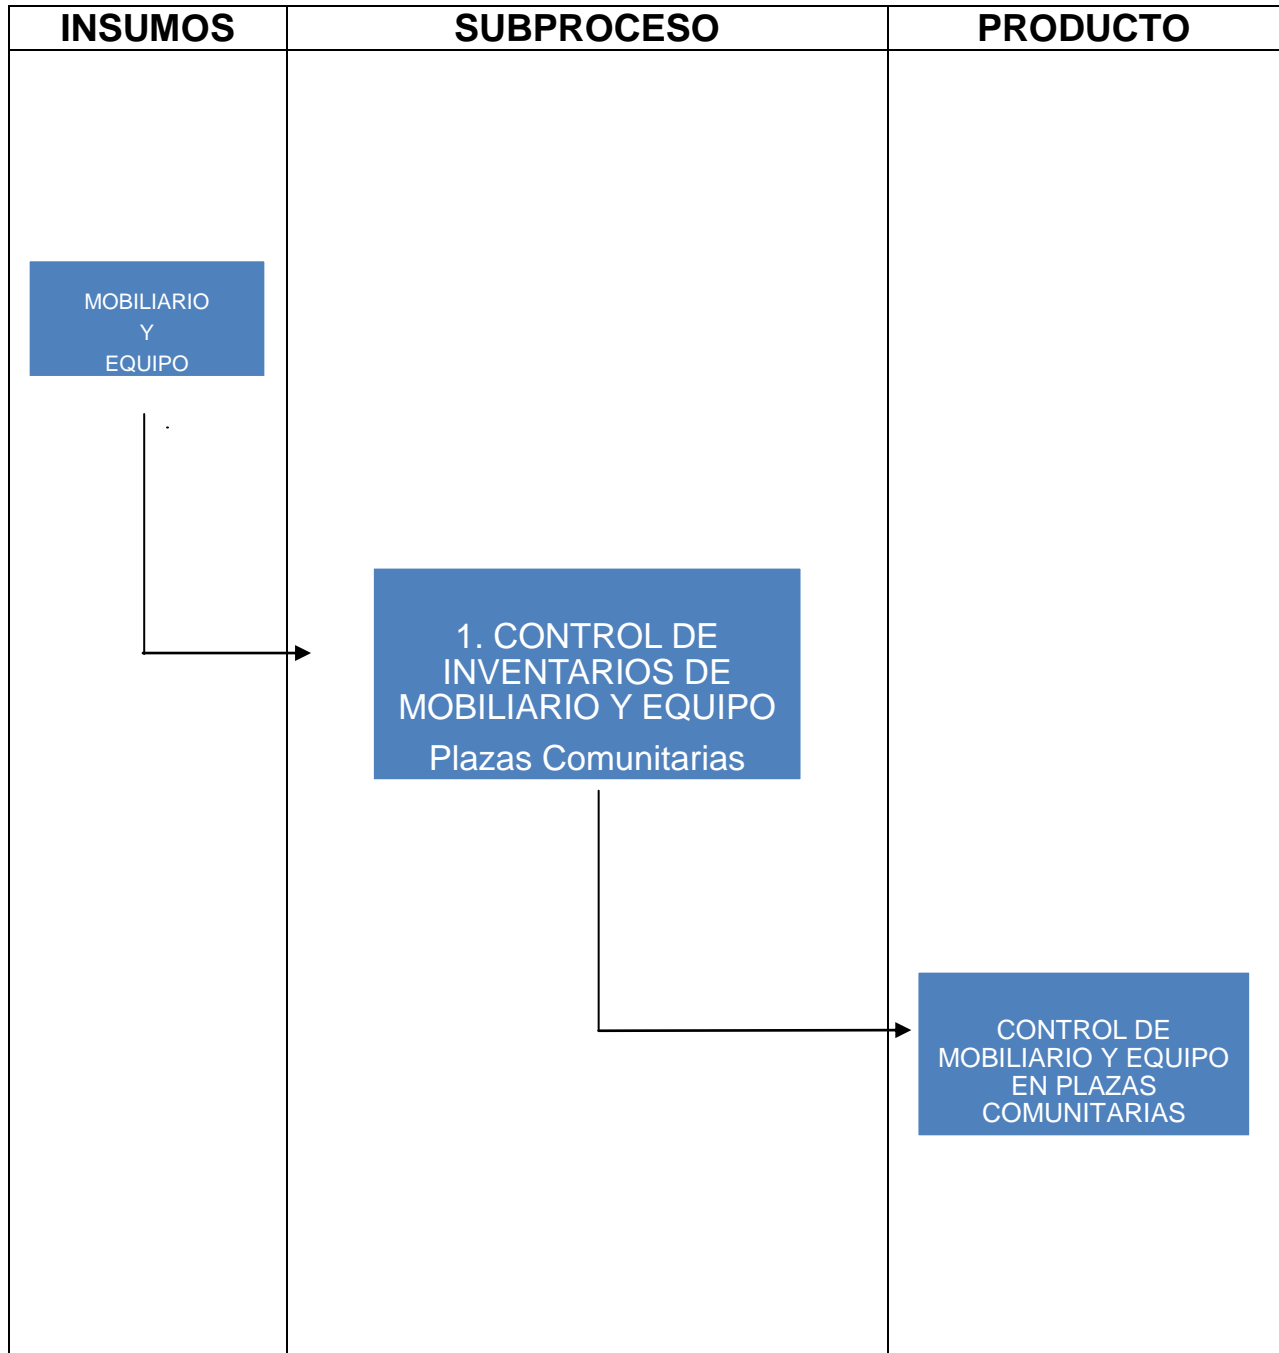 INSUMOS
SUBPROCESO
PRODUCTO
MOBILIARIO
Y
EQUIPO
1. CONTROL DE
INVENTARIOS DE
MOBILIARIO Y EQUIPO
Plazas Comunitarias
CONTROL DE
MOBILIARIO Y EQUIPO
EN PLAZAS
COMUNITARIAS